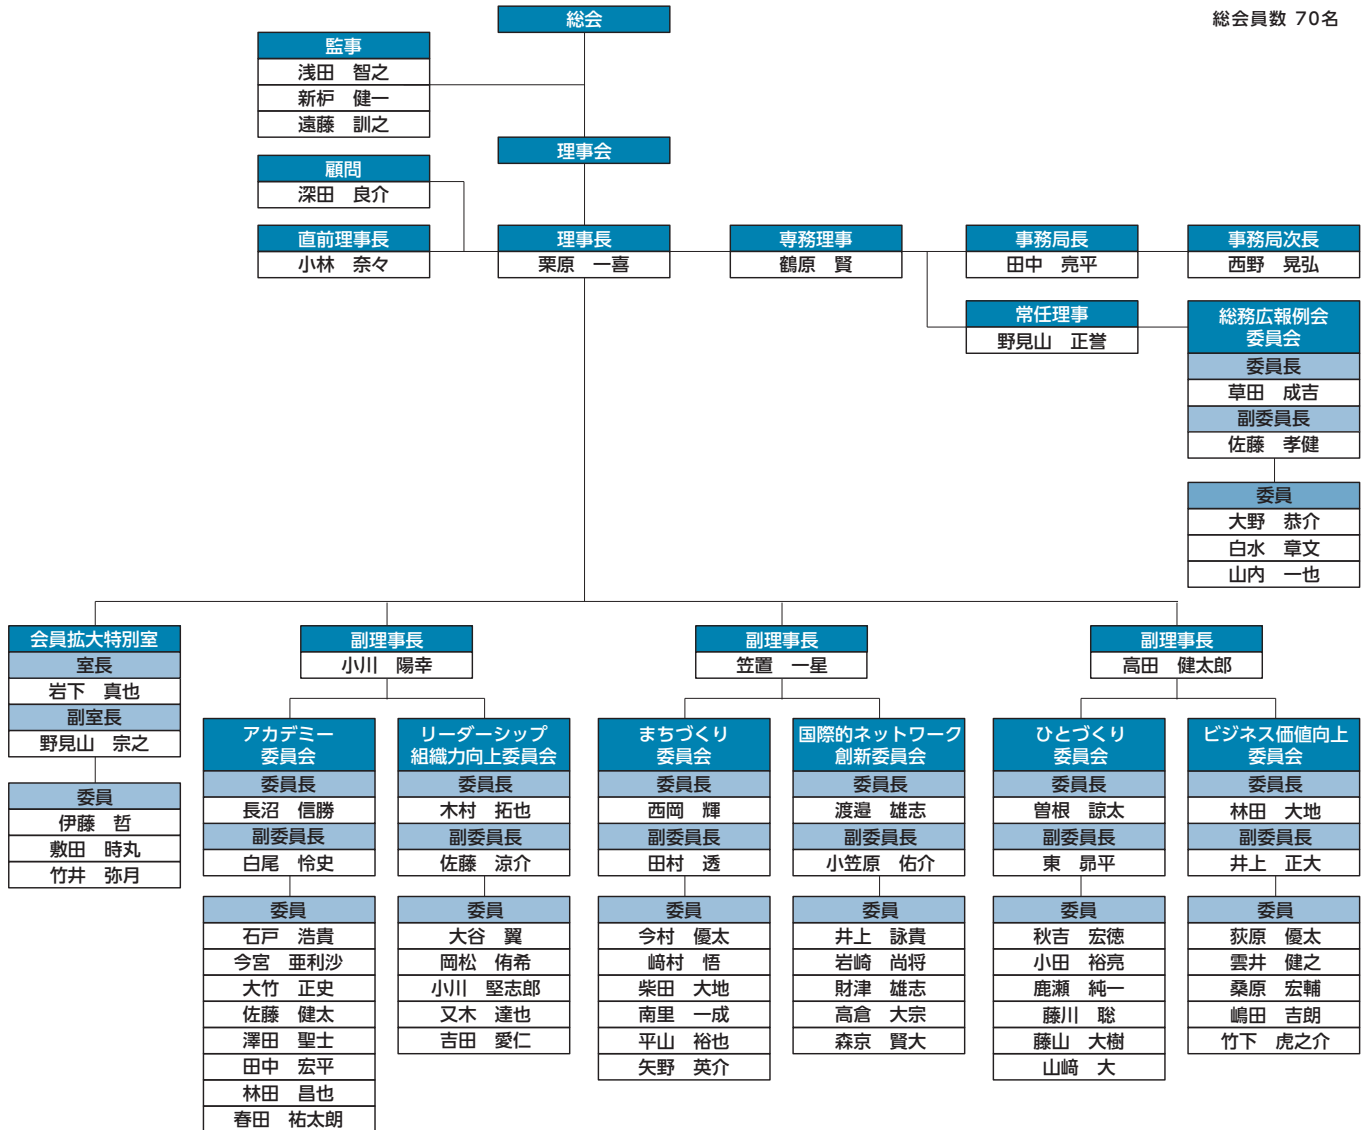 総会員数 70名
総会
監事
浅田 智之
新枦 健一
遠藤 訓之
理事会
顧問
深田 良介
直前理事長
小林 奈々
理事長
栗原 一喜
専務理事
鶴原 賢
事務局長
田中 亮平
事務局次長
西野 晃弘
常任理事
野見山 正誉
総務広報例会
委員会
委員長
草田 成吉
副委員長
佐藤 孝健
委員
大野 恭介
白水 章文
山内 一也
会員拡大特別室
室長
岩下 真也
副室長
野見山 宗之
委員
伊藤 哲
敷田 時丸
竹井 弥月
副理事長
小川 陽幸
アカデミー
委員会
委員長
長沼 信勝
副委員長
白尾 怜史
委員
石戸 浩貴
今宮 亜利沙
大竹 正史
佐藤 健太
澤田 聖士
田中 宏平
林田 昌也
春田 祐太朗
リーダーシップ
組織力向上委員会
委員長
木村 拓也
副委員長
佐藤 涼介
委員
大谷 翼
岡松 侑希
小川 堅志郎
又木 達也
吉田 愛仁
副理事長
笠置 一星
まちづくり
委員会
委員長
西岡 輝
副委員長
田村 透
委員
今村 優太
﨑村 悟
柴田 大地
南里 一成
平山 裕也
矢野 英介
国際的ネットワーク
創新委員会
委員長
渡邉 雄志
副委員長
小笠原 佑介
委員
井上 詠貴
岩崎 尚将
財津 雄志
高倉 大宗
森京 賢大
副理事長
高田 健太郎
ひとづくり
委員会
委員長
曽根 諒太
副委員長
東 昴平
委員
秋吉 宏徳
小田 裕亮
鹿瀬 純一
藤川 聡
藤山 大樹
山﨑 大
ビジネス価値向上
委員会
委員長
林田 大地
副委員長
井上 正大
委員
荻原 優太
雲井 健之
桑原 宏輔
嶋田 吉朗
竹下 虎之介